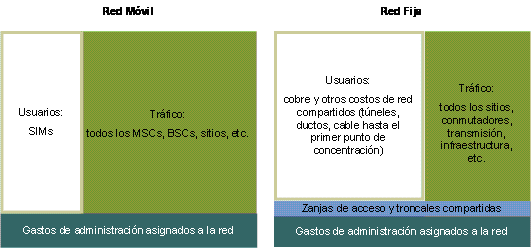 Red Móvil
Usuarios:
SIMs
Tráfico:
todos los MSCs, BSCs, sitios, etc.
Gastos de administración asignados a la red
Red Fija
Usuarios:
cobre y otros costos de red
compartidos (túneles,
ductos, cable hasta el
primer punto de
concentración)
Tráfico:
todos los sitios,
conmutadores,
transmisión,
infraestructura,
etc.
Zanjas de acceso y troncales compartidas
Gastos de administración asignados a la red